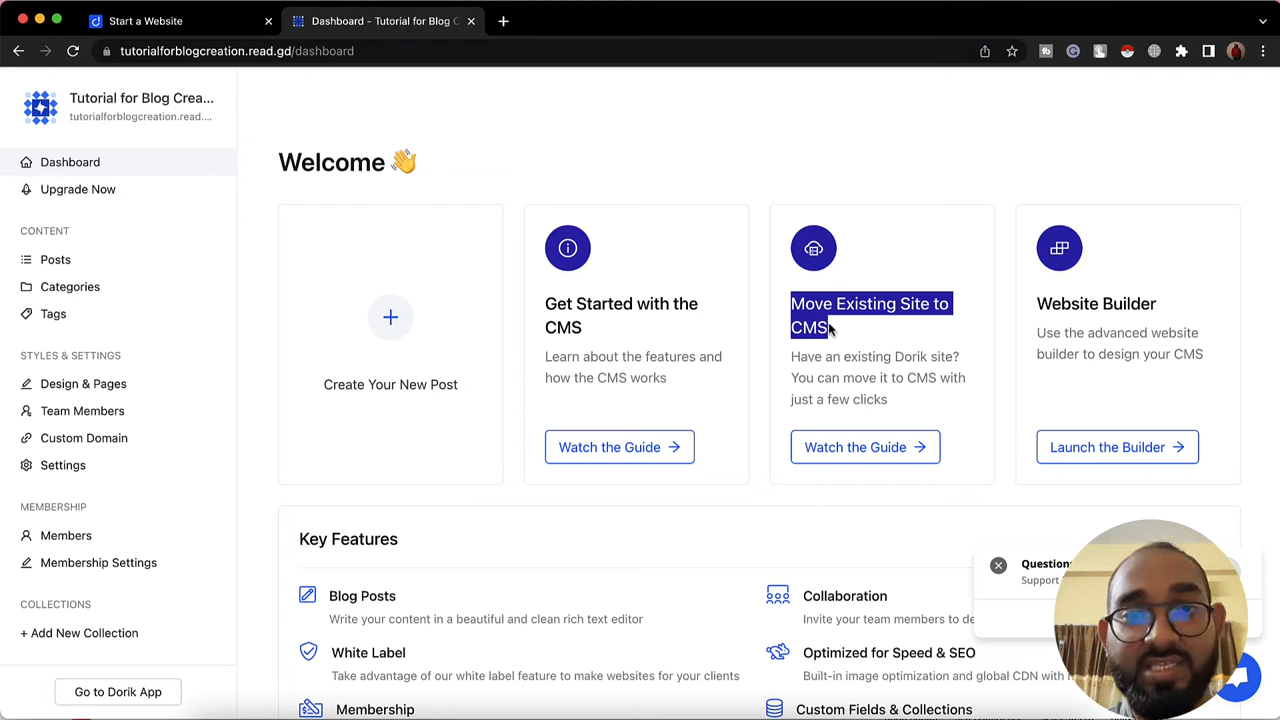 Start a Website
Dashboard - Tutorial for Blog C
tutorialforblogcreation.read.gd/dashboard
Tutorial for Blog Crea...
tutorialforblogcreation.read....
Dashboard
Upgrade Now
CONTENT
Posts
Categories
Tags
STYLES & SETTINGS
Design & Pages
Team Members
Custom Domain
Settings
MEMBERSHIP
Members
Membership Settings
COLLECTIONS
+ Add New Collection
Go to Dorik App
Welcome 👋
Create Your New Post
Get Started with the
CMS
Learn about the features and
how the CMS works
Watch the Guide →
Move Existing Site to
CMS
Have an existing Dorik site?
You can move it to CMS with
just a few clicks
Watch the Guide →
Website Builder
Use the advanced website
builder to design your CMS
Launch the Builder →
Key Features
Blog Posts
Write your content in a beautiful and clean rich text editor
White Label
Take advantage of our white label feature to make websites for your clients
Membership
Collaboration
Invite your team members to de
Optimized for Speed & SEO
Built-in image optimization and global CDN with
Custom Fields & Collections
Question
Support